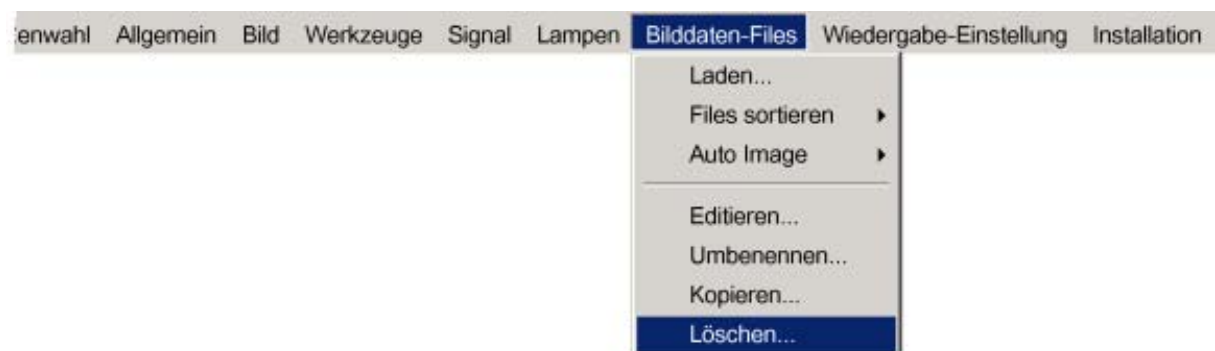 enwahl Allgemein Bild Werkzeuge Signal Lampen Bilddaten-Files Wiedergabe-Einstellung Installation
Laden...
Files sortieren
Auto Image
Editieren...
Umbenennen...
Kopieren...
Löschen...